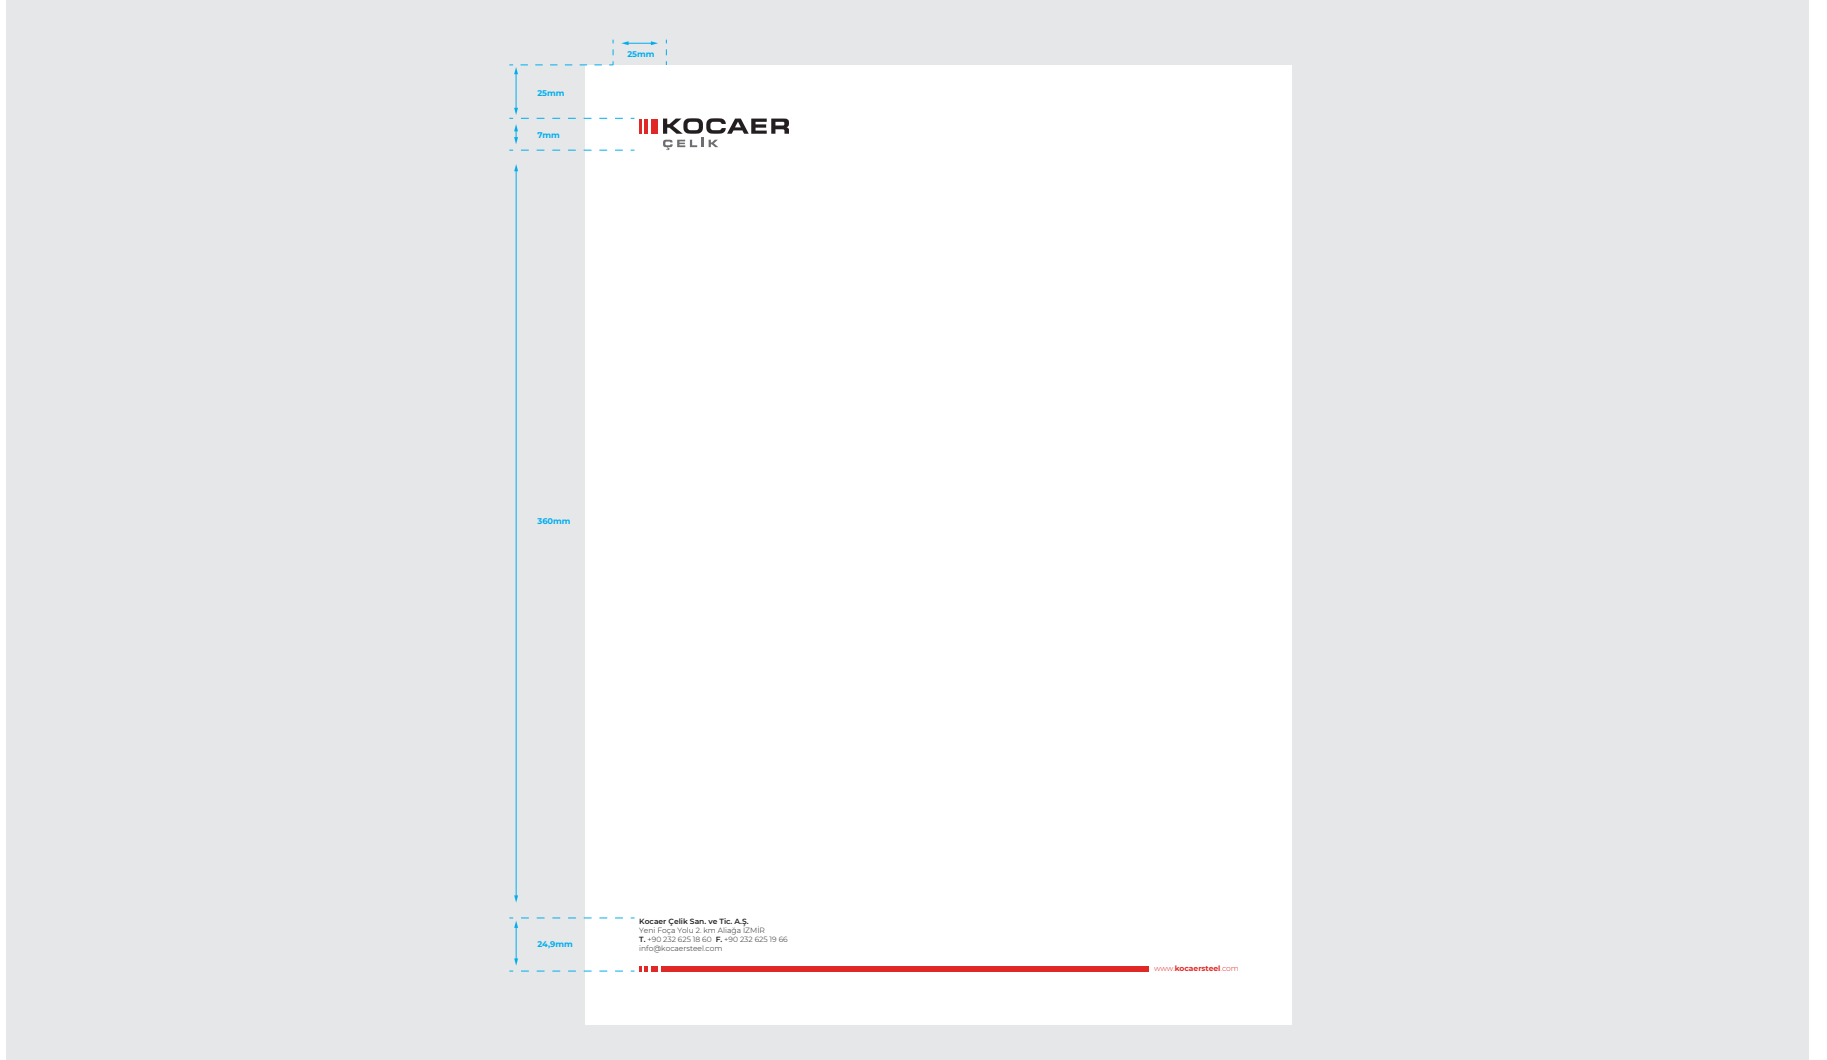 25mm
25mm
KOCAER
7mm
ÇELİK
360mm
Kocaer Çelik San. ve Tic. A.Ş.
Yeni Foça Yolu 2. km Aliağa İZMİR
T. +90 232 625 18 60 F. +90 232 625 19 66
24,9mm
info@kocaersteel.com
www.kocaersteel.com